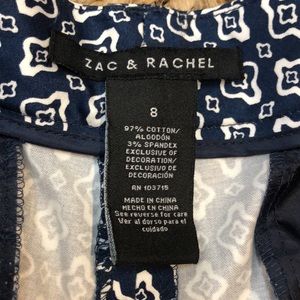 ZAC & RACHEL
8
97% COTTON/
ALGODÓN
3% SPANDEX
EXCLUSIVE OF
DECORATION/
EXCLUSIVO DE
DECORACIÓN
RN 103715
MADE IN CHINA
HECHO EN CHINA
See reverse for care
Ver al dorso para el
cuidado